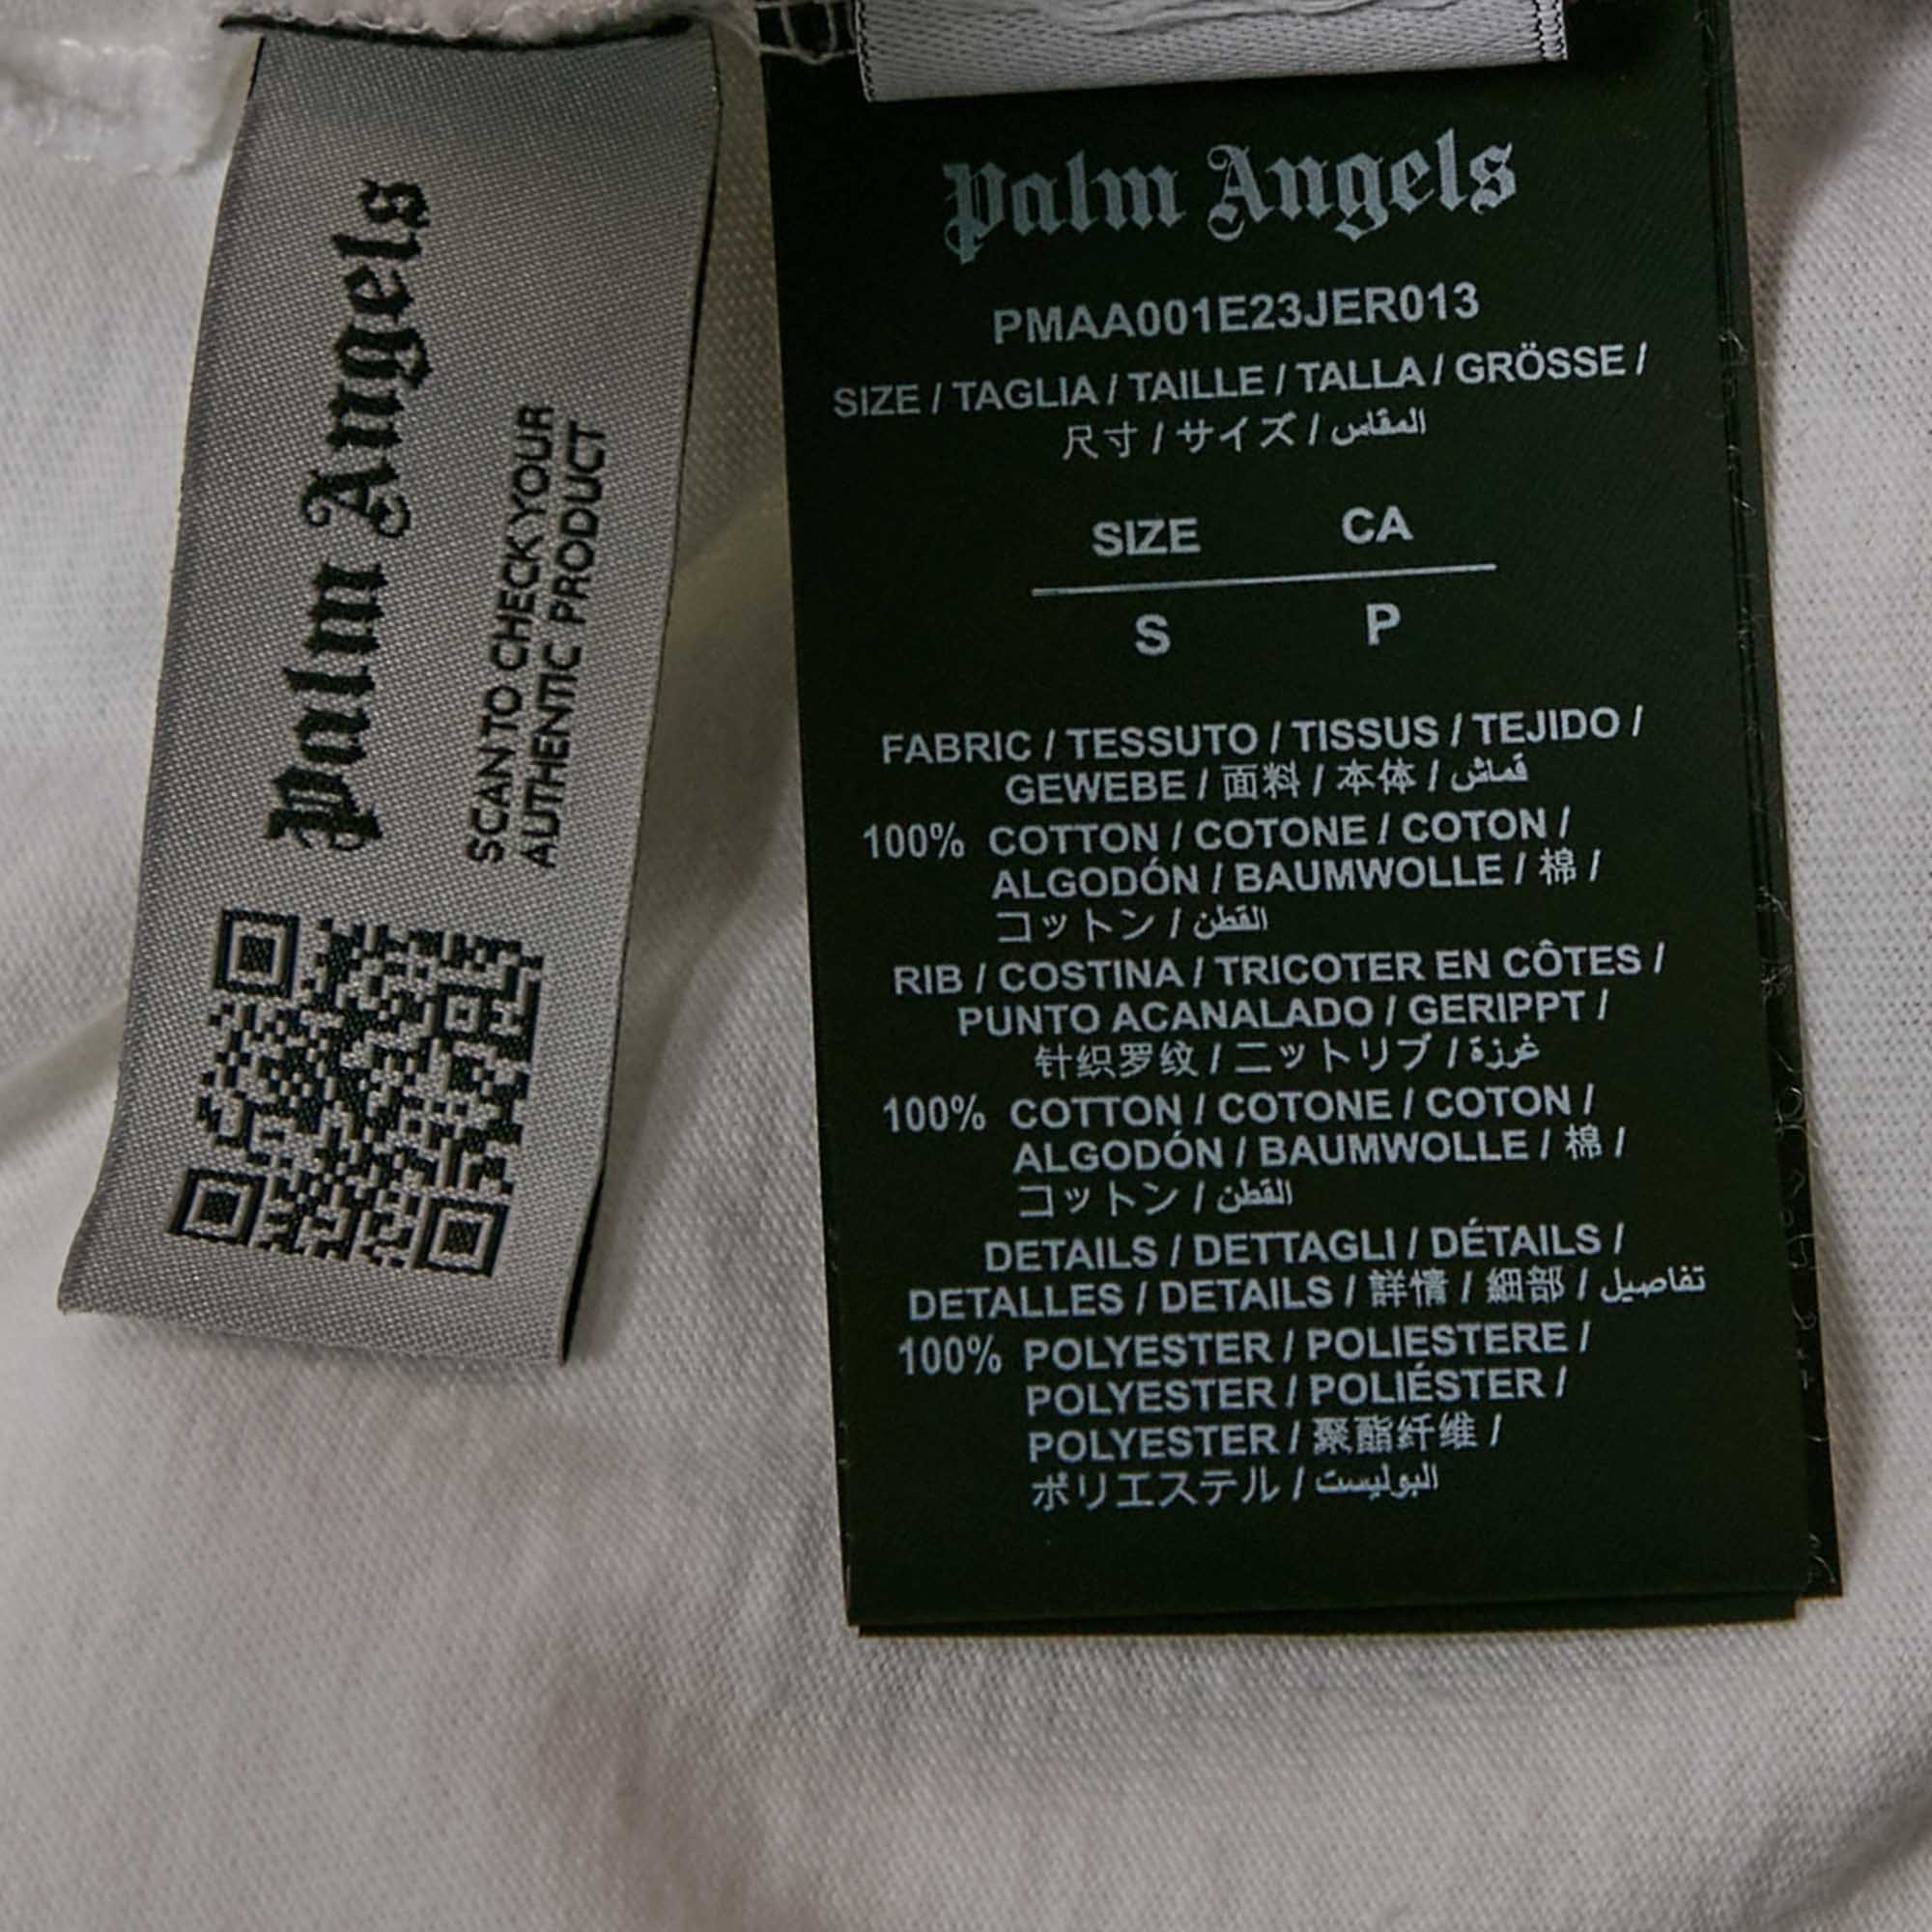 Palm Angels
SCAN TO CHECK YOUR
AUTHENTIC PRODUCT
Palm Angels
PMAA001E23JER013
SIZE / TAGLIA / TAILLE / TALLA / GRÖSSE /
尺寸 / サイズ / المقاس
SIZE CA
S P
FABRIC / TESSUTO / TISSUS / TEJIDO /
GEWEBE / 面料 / 本体 / قماش
100% COTTON / COTONE / COTON /
ALGODÓN / BAUMWOLLE / 棉 /
コットン / القطن
RIB / COSTINA / TRICOTER EN CÔTES /
PUNTO ACANALADO / GERIPPT /
针织罗纹 / ニットリブ / غرزة
100% COTTON / COTONE / COTON /
ALGODÓN / BAUMWOLLE / 棉 /
コットン / القطن
DETAILS / DETTAGLI / DÉTAILS /
DETALLES / DETAILS / 詳情 / 細部 / تفاصيل
100% POLYESTER / POLIESTERE /
POLYESTER / POLIÉSTER /
POLYESTER / 聚酯纤维 /
ポリエステル / البوليست